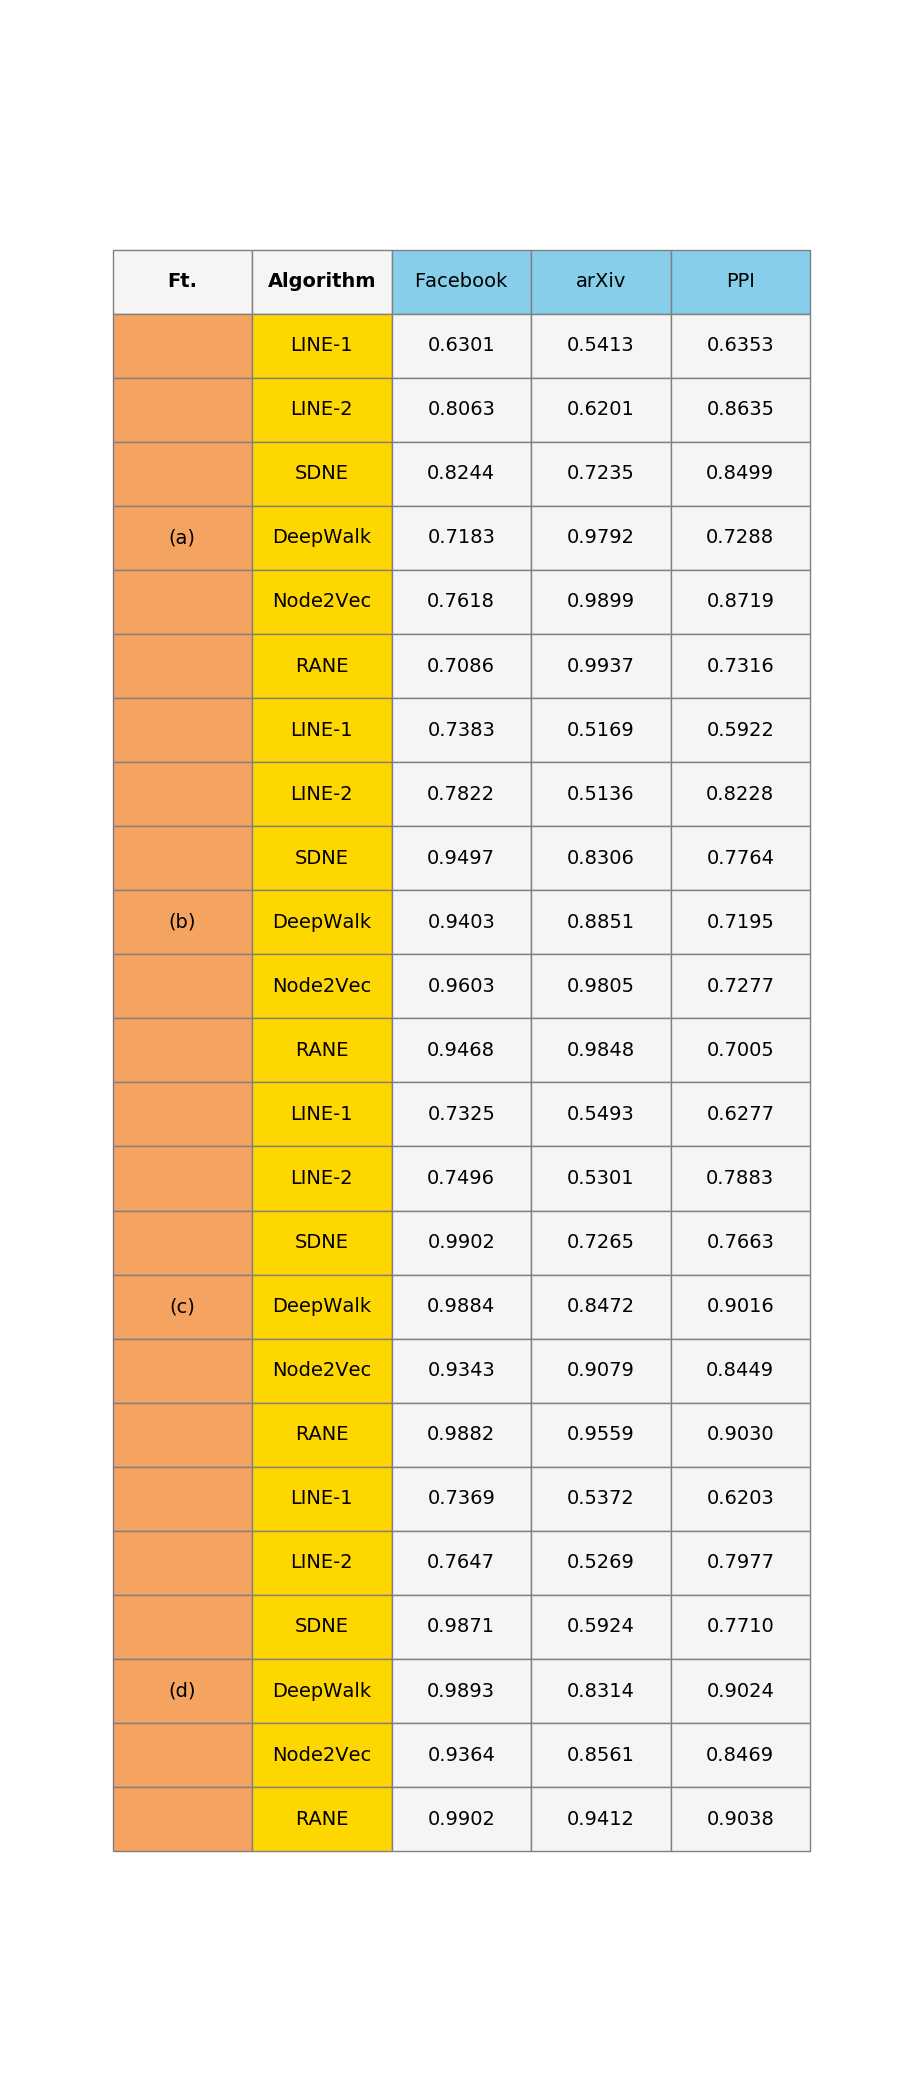 Ft. Algorithm Facebook arXiv PPI
LINE-1 0.6301 0.5413 0.6353
LINE-2 0.8063 0.6201 0.8635
SDNE 0.8244 0.7235 0.8499
(a) DeepWalk 0.7183 0.9792 0.7288
Node2Vec 0.7618 0.9899 0.8719
RANE 0.7086 0.9937 0.7316
LINE-1 0.7383 0.5169 0.5922
LINE-2 0.7822 0.5136 0.8228
SDNE 0.9497 0.8306 0.7764
(b) DeepWalk 0.9403 0.8851 0.7195
Node2Vec 0.9603 0.9805 0.7277
RANE 0.9468 0.9848 0.7005
LINE-1 0.7325 0.5493 0.6277
LINE-2 0.7496 0.5301 0.7883
SDNE 0.9902 0.7265 0.7663
(c) DeepWalk 0.9884 0.8472 0.9016
Node2Vec 0.9343 0.9079 0.8449
RANE 0.9882 0.9559 0.9030
LINE-1 0.7369 0.5372 0.6203
LINE-2 0.7647 0.5269 0.7977
SDNE 0.9871 0.5924 0.7710
(d) DeepWalk 0.9893 0.8314 0.9024
Node2Vec 0.9364 0.8561 0.8469
RANE 0.9902 0.9412 0.9038